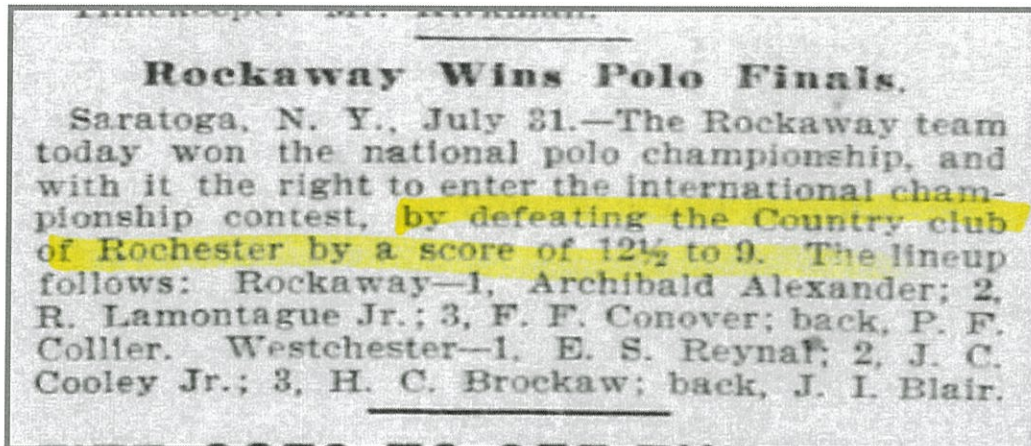 Rockaway Wins Polo Finals.
Saratoga, N. Y., July 31.—The Rockaway team
today won the national polo championship, and
with it the right to enter the international cham-
pionship contest, by defeating the Country club
of Rochester by a score of 12½ to 9. The lineup
follows: Rockaway—1, Archibald Alexander; 2,
R. Lamontague Jr.; 3, F. F. Conover; back, P. F.
Collier. Westchester—1, E. S. Reynal; 2, J. C.
Cooley Jr.; 3, H. C. Brockaw; back, J. I. Blair.